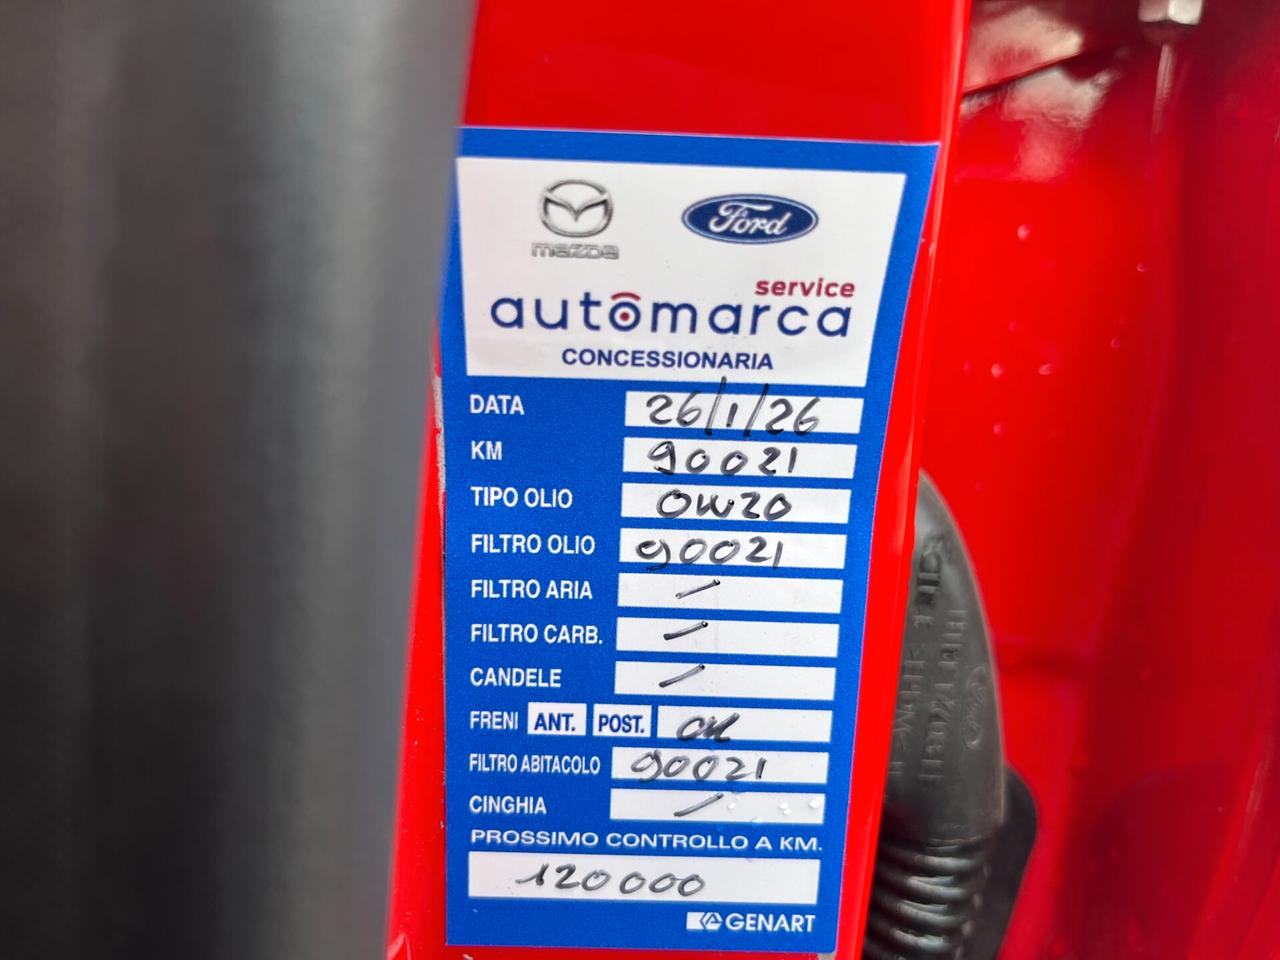 mazda Ford
service
automarca
CONCESSIONARIA
DATA 26/1/26
KM 90021
TIPO OLIO 0W20
FILTRO OLIO 90021
FILTRO ARIA /
FILTRO CARB. /
CANDELE /
FRENI ANT. POST. OK
FILTRO ABITACOLO 90021
CINGHIA /
PROSSIMO CONTROLLO A KM.
120000
GENART